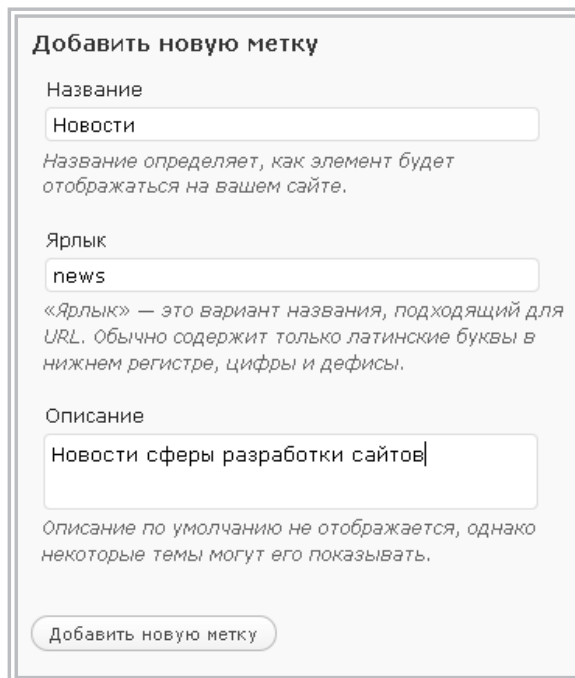 Добавить новую метку
Название
Новости
Название определяет, как элемент будет
отображаться на вашем сайте.
Ярлык
news
«Ярлык» — это вариант названия, подходящий для
URL. Обычно содержит только латинские буквы в
нижнем регистре, цифры и дефисы.
Описание
Новости сферы разработки сайтов
Описание по умолчанию не отображается, однако
некоторые темы могут его показывать.
Добавить новую метку